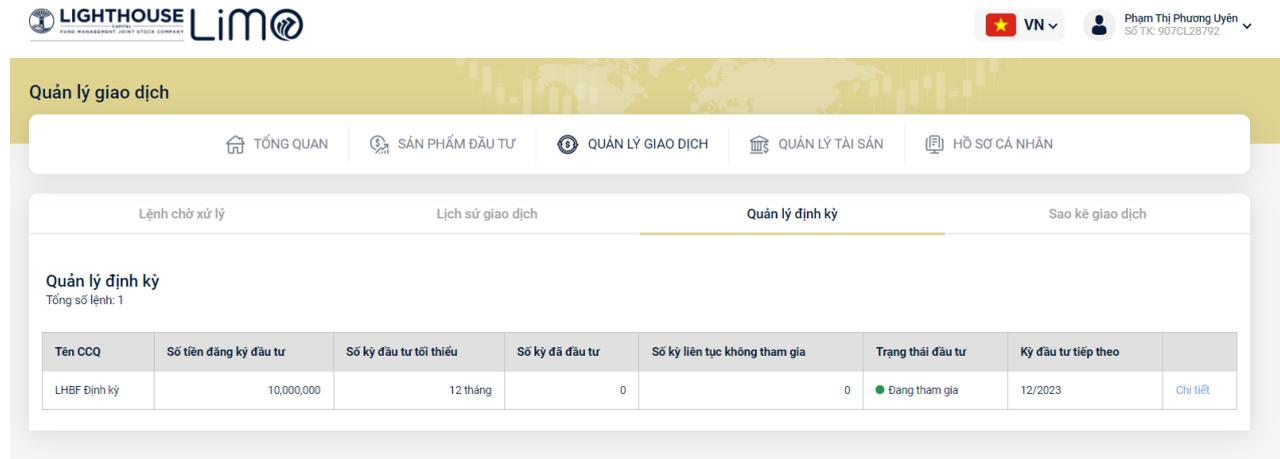 LIGHTHOUSE
CAPITAL
FUND MANAGEMENT JOINT STOCK COMPANY
LiMO
VN
Phạm Thị Phương Uyên
Số TK: 907CL28792
Quản lý giao dịch
TỔNG QUAN
SẢN PHẨM ĐẦU TƯ
QUẢN LÝ GIAO DỊCH
QUẢN LÝ TÀI SẢN
HỒ SƠ CÁ NHÂN
Lệnh chờ xử lý
Lịch sử giao dịch
Quản lý định kỳ
Sao kê giao dịch
Quản lý định kỳ
Tổng số lệnh: 1
Tên CCQ Số tiền đăng ký đầu tư Số kỳ đầu tư tối thiểu Số kỳ đã đầu tư Số kỳ liên tục không tham gia Trạng thái đầu tư Kỳ đầu tư tiếp theo
LHBF Định kỳ 10,000,000 12 tháng 0 0 Đang tham gia 12/2023 Chi tiết